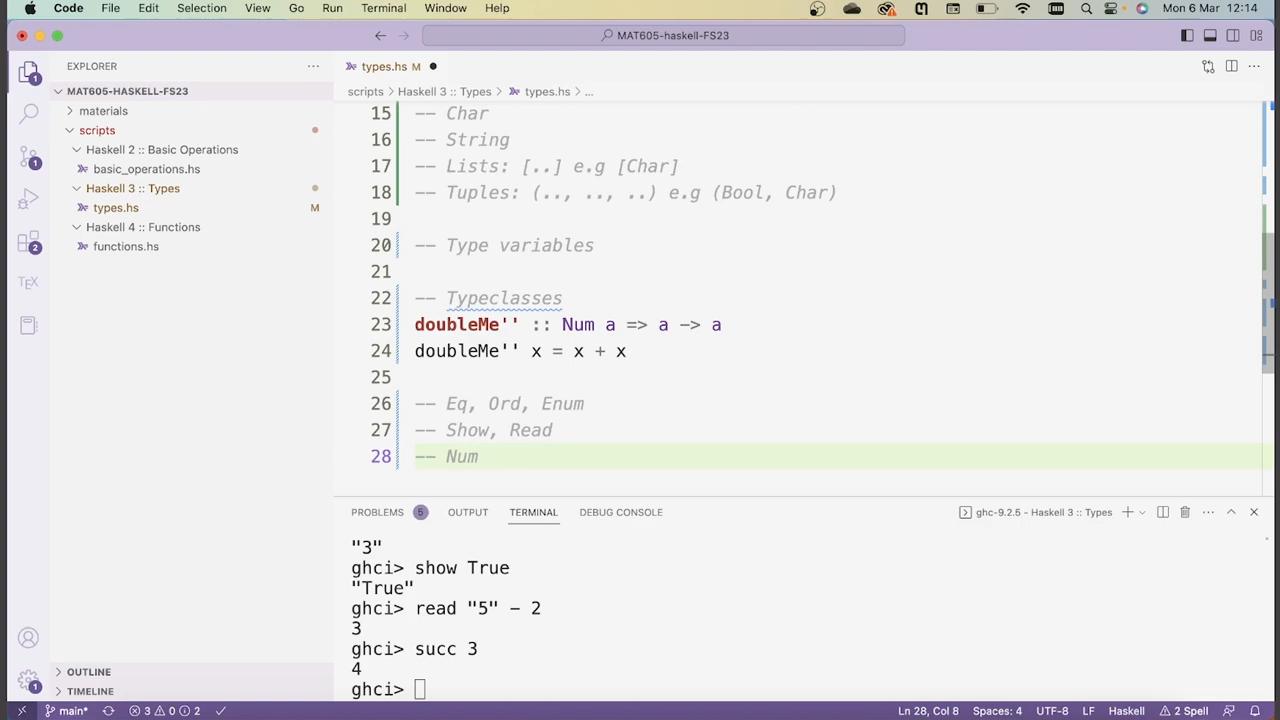 Code File Edit Selection View Go Run Terminal Window Help Mon 6 Mar 12:14
MAT605-haskell-FS23
EXPLORER
types.hs M
MAT605-HASKELL-FS23
scripts > Haskell 3 :: Types > types.hs > ...
materials
scripts
Haskell 2 :: Basic Operations
basic_operations.hs
Haskell 3 :: Types
types.hs M
Haskell 4 :: Functions
functions.hs
1
1
2
TEX
1
OUTLINE
TIMELINE
15 -- Char
16 -- String
17 -- Lists: [..] e.g [Char]
18 -- Tuples: (.., .., ..) e.g (Bool, Char)
19
20 -- Type variables
21
22 -- Typeclasses
23 doubleMe'' :: Num a => a -> a
24 doubleMe'' x = x + x
25
26 -- Eq, Ord, Enum
27 -- Show, Read
28 -- Num
PROBLEMS 5 OUTPUT TERMINAL DEBUG CONSOLE ghc-9.2.5 - Haskell 3 :: Types
"3"
ghci> show True
"True"
ghci> read "5" - 2
3
ghci> succ 3
4
ghci>
main* 3 0 2 Ln 28, Col 8 Spaces: 4 UTF-8 LF Haskell 2 Spell